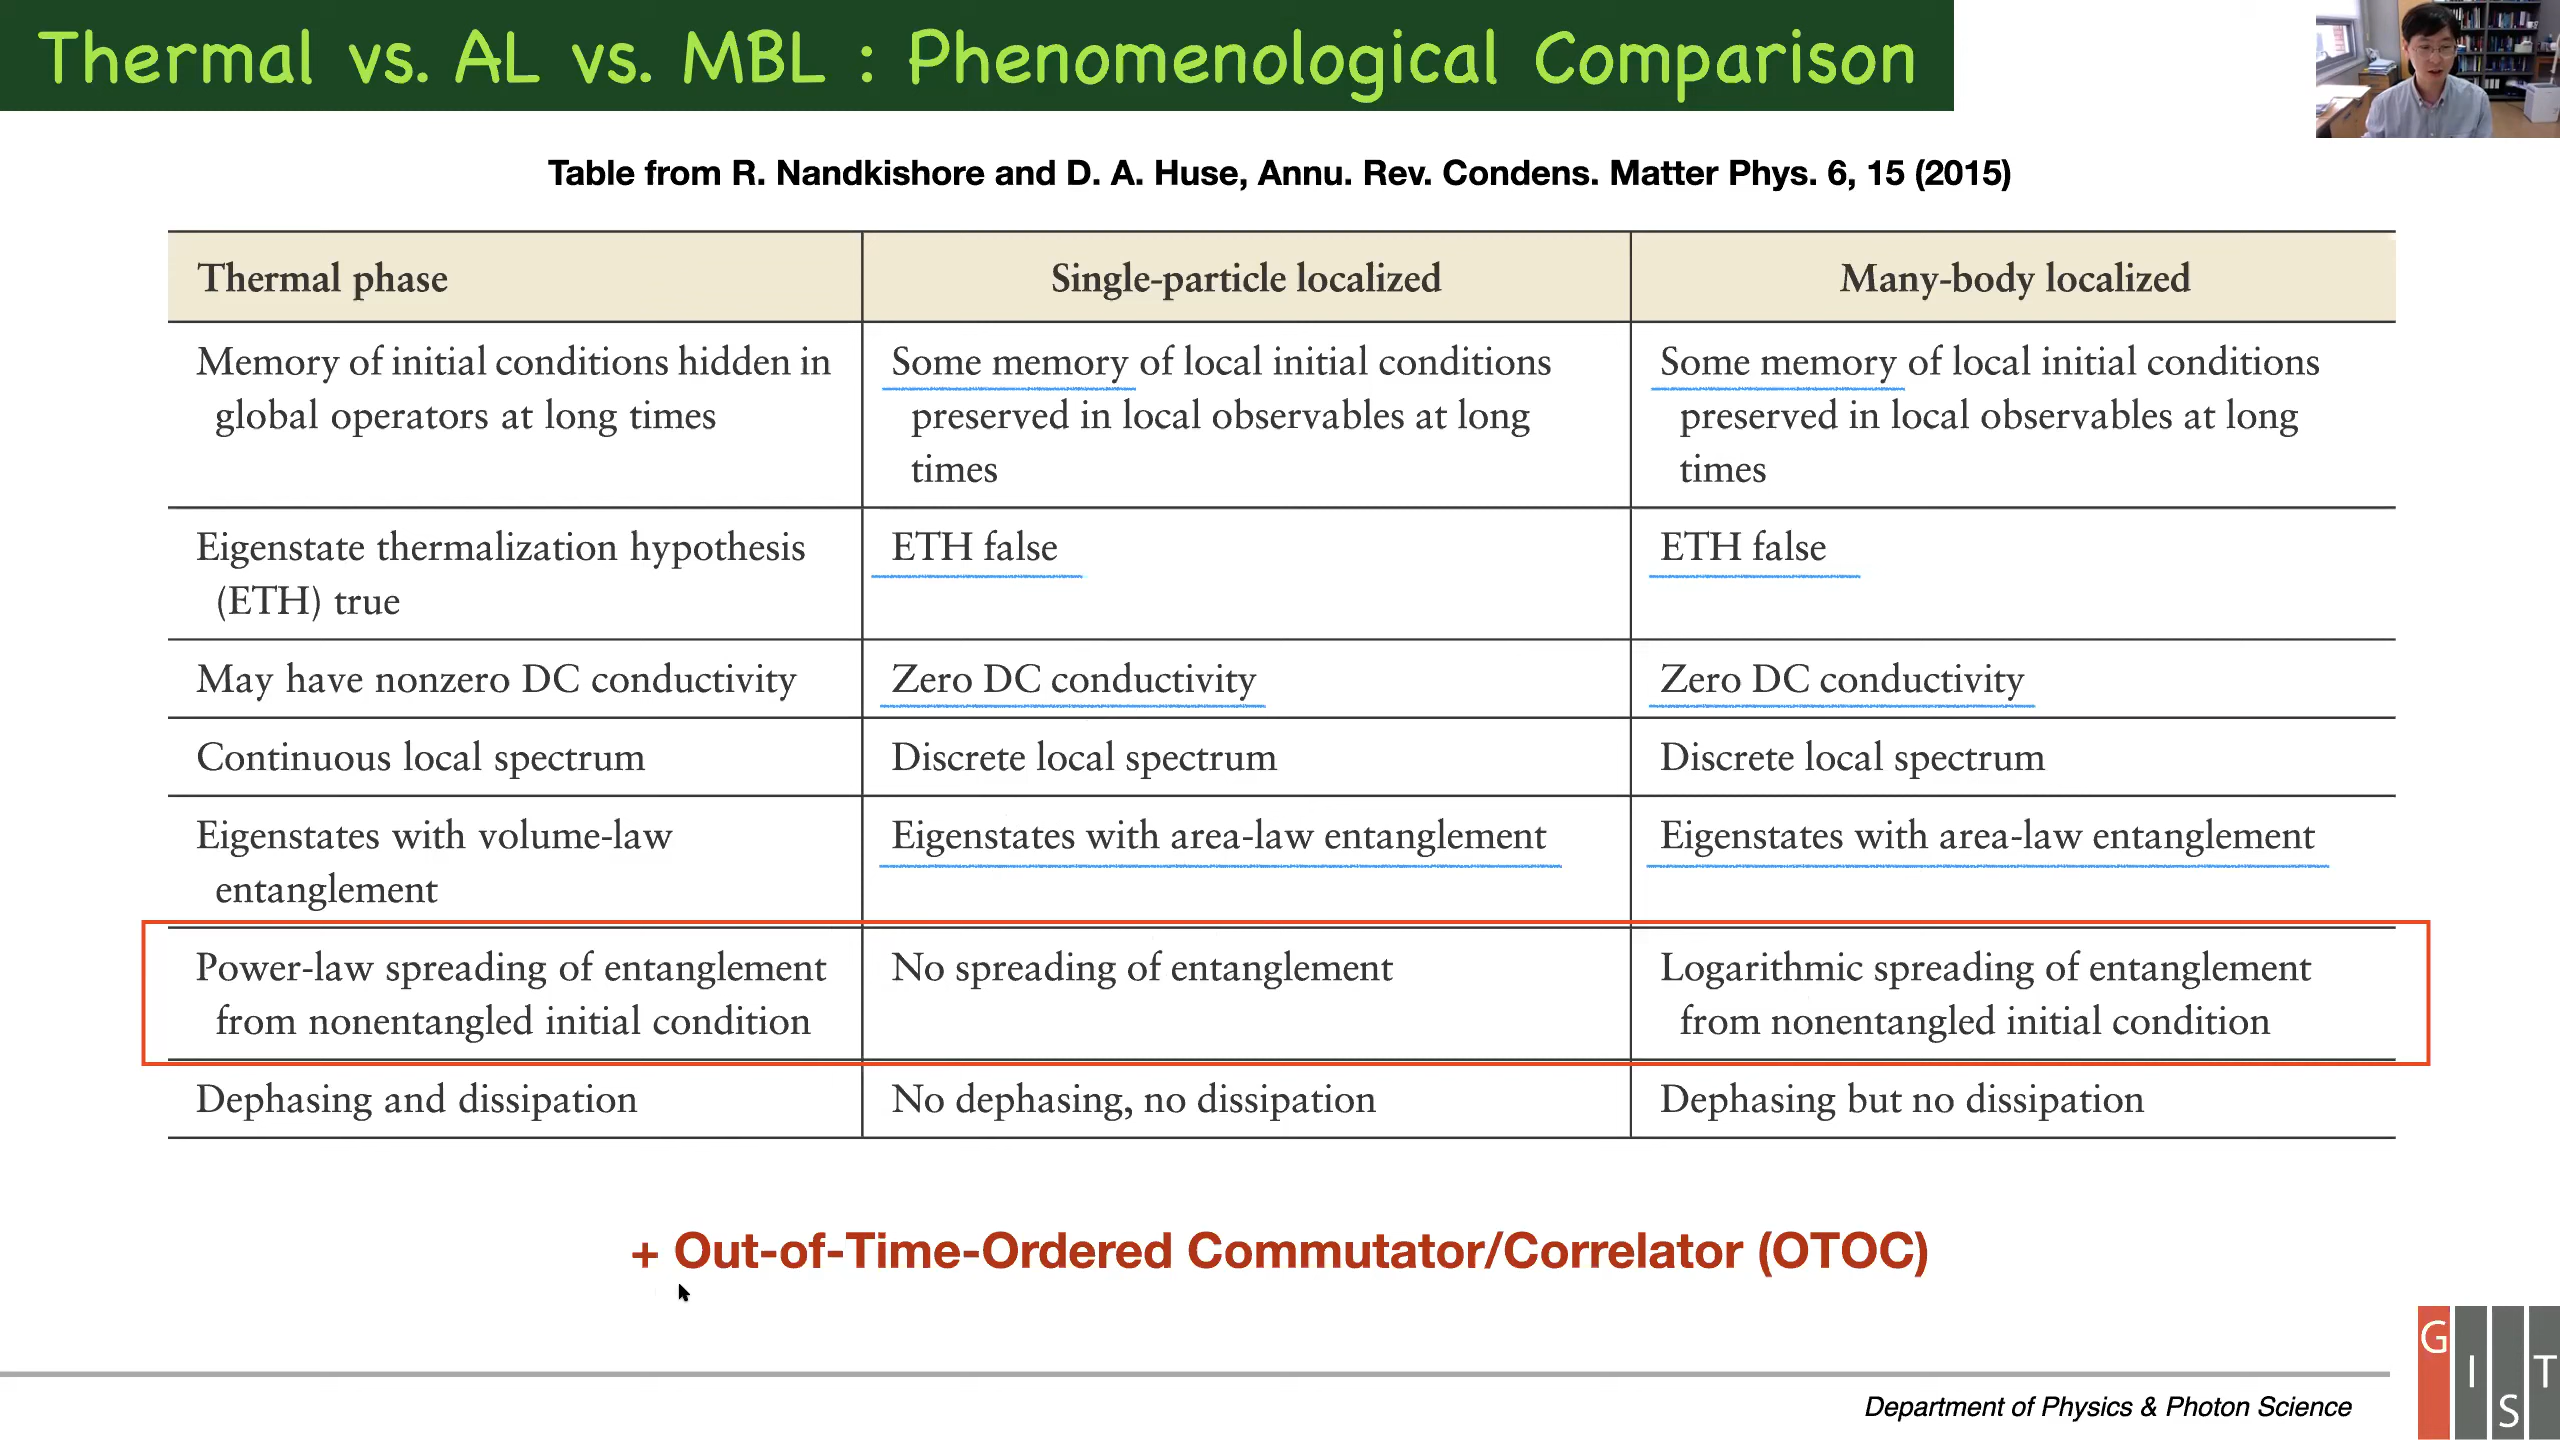 Thermal vs. AL vs. MBL : Phenomenological Comparison
Table from R. Nandkishore and D. A. Huse, Annu. Rev. Condens. Matter Phys. 6, 15 (2015)
Thermal phase
Single-particle localized
Many-body localized
Memory of initial conditions hidden in
global operators at long times
Some memory of local initial conditions
preserved in local observables at long
times
Some memory of local initial conditions
preserved in local observables at long
times
Eigenstate thermalization hypothesis
(ETH) true
ETH false
ETH false
May have nonzero DC conductivity
Zero DC conductivity
Zero DC conductivity
Continuous local spectrum
Discrete local spectrum
Discrete local spectrum
Eigenstates with volume-law
entanglement
Eigenstates with area-law entanglement
Eigenstates with area-law entanglement
Power-law spreading of entanglement
from nonentangled initial condition
No spreading of entanglement
Logarithmic spreading of entanglement
from nonentangled initial condition
Dephasing and dissipation
No dephasing, no dissipation
Dephasing but no dissipation
+ Out-of-Time-Ordered Commutator/Correlator (OTOC)
Department of Physics & Photon Science
GIST